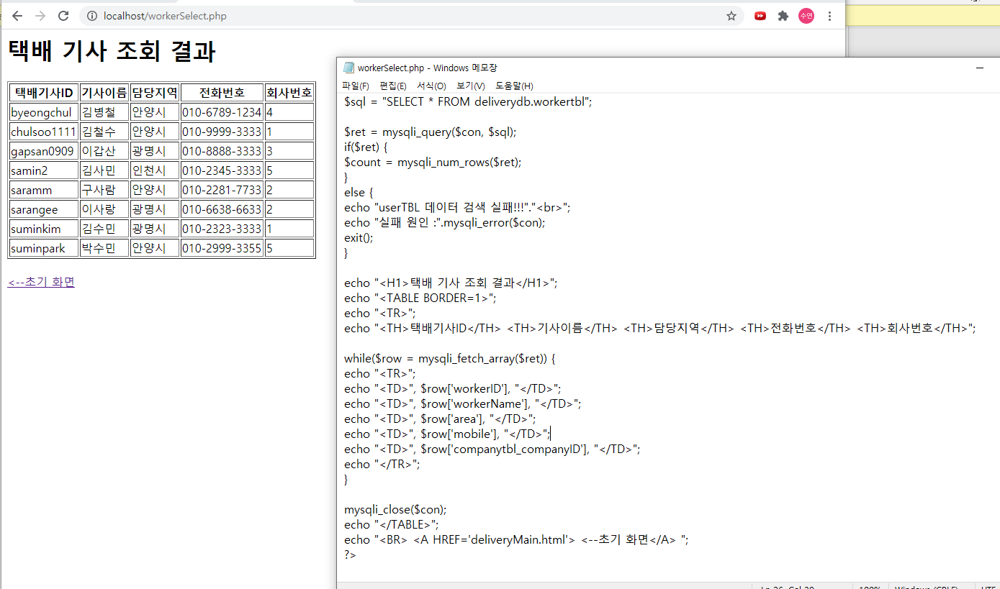 localhost/workerSelect.php
수연
택배 기사 조회 결과
택배기사ID 기사이름 담당지역 전화번호 회사번호
byeongchul 김병철 안양시 010-6789-1234 4
chulsoo1111 김철수 안양시 010-9999-3333 1
gapsan0909 이갑산 광명시 010-8888-3333 3
samin2 김사민 인천시 010-2345-3333 5
saramm 구사람 안양시 010-2281-7733 2
sarangee 이사랑 광명시 010-6638-6633 2
suminkim 김수민 광명시 010-2323-3333 1
suminpark 박수민 안양시 010-2999-3355 5
<--초기 화면
workerSelect.php - Windows 메모장
파일(F) 편집(E) 서식(O) 보기(V) 도움말(H)
$sql = "SELECT * FROM deliverydb.workertbl";
$ret = mysqli_query($con, $sql);
if($ret) {
$count = mysqli_num_rows($ret);
}
else {
echo "userTBL 데이터 검색 실패!!!"."<br>";
echo "실패 원인 :".mysqli_error($con);
exit();
}
echo "<H1>택배 기사 조회 결과</H1>";
echo "<TABLE BORDER=1>";
echo "<TR>";
echo "<TH>택배기사ID</TH> <TH>기사이름</TH> <TH>담당지역</TH> <TH>전화번호</TH> <TH>회사번호</TH>";
while($row = mysqli_fetch_array($ret)) {
echo "<TR>";
echo "<TD>", $row['workerID'], "</TD>";
echo "<TD>", $row['workerName'], "</TD>";
echo "<TD>", $row['area'], "</TD>";
echo "<TD>", $row['mobile'], "</TD>";
echo "<TD>", $row['companytbl_companyID'], "</TD>";
echo "</TR>";
}
mysqli_close($con);
echo "</TABLE>";
echo "<BR> <A HREF='deliveryMain.html'> <--초기 화면</A> ";
?>